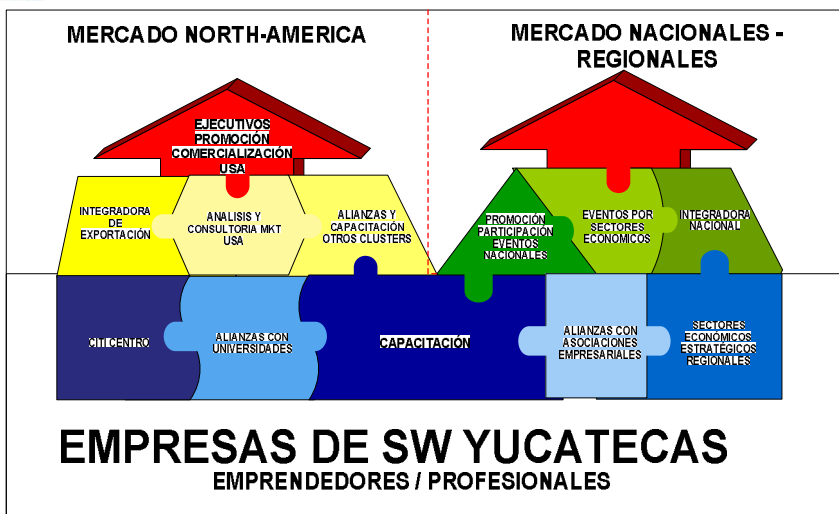 MERCADO NORTH-AMERICA
MERCADO NACIONALES -
REGIONALES
EJECUTIVOS
PROMOCIÓN
COMERCIALIZACIÓN
USA
INTEGRADORA
DE
EXPORTACIÓN
ANALISIS Y
CONSULTORIA MKT
USA
ALIANZAS Y
CAPACITACIÓN
OTROS CLUSTERS
PROMOCIÓN
PARTICIPACIÓN
EVENTOS
NACIONALES
EVENTOS POR
SECTORES
ECONOMICOS
INTEGRADORA
NACIONAL
CITI CENTRO
ALIANZAS CON
UNIVERSIDADES
CAPACITACIÓN
ALIANZAS CON
ASOCIACIONES
EMPRESARIALES
SECTORES
ECONÓMICOS
ESTRATÉGICOS
REGIONALES
EMPRESAS DE SW YUCATECAS
EMPRENDEDORES / PROFESIONALES